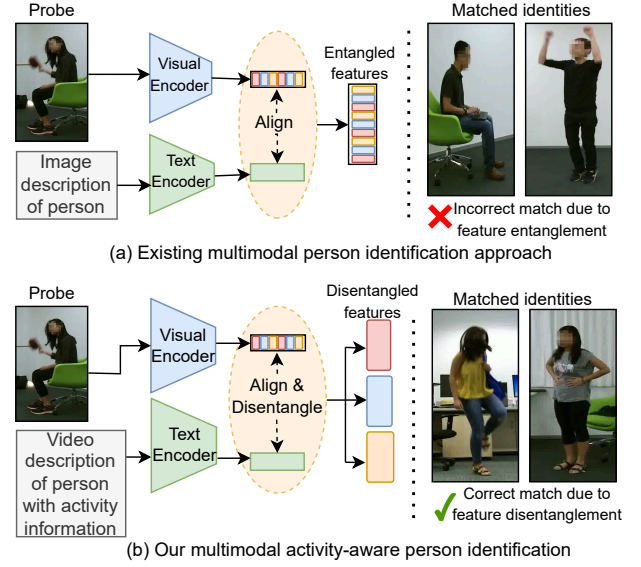 Probe
Visual
Encoder
Image
description
of person
Text
Encoder
Align
Entangled
features
Matched identities
Incorrect match due to
feature entanglement
(a) Existing multimodal person identification approach
Probe
Visual
Encoder
Video
description
of person
with activity
information
Text
Encoder
Align &
Disentangle
Disentangled
features
Matched identities
Correct match due to
feature disentanglement
(b) Our multimodal activity-aware person identification